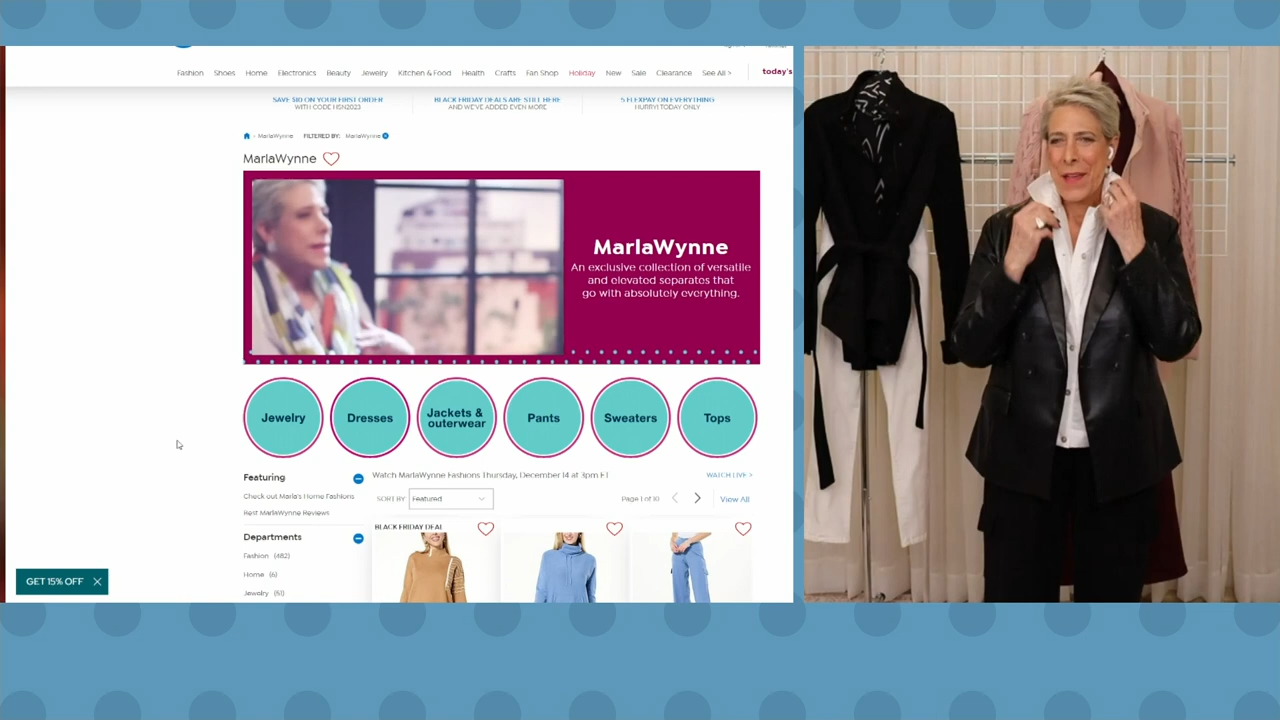 Fashion Shoes Home Electronics Beauty Jewelry Kitchen & Food Health Crafts Fan Shop Holiday New Sale Clearance See All > today's
SAVE $10 ON YOUR FIRST ORDER
WITH CODE HSN2023
BLACK FRIDAY DEALS ARE STILL HERE
AND WE'VE ADDED EVEN MORE
5 FLEXPAY ON EVERYTHING
HURRY! TODAY ONLY
> MarlaWynne FILTERED BY: MarlaWynne
MarlaWynne
MarlaWynne
An exclusive collection of versatile
and elevated separates that
go with absolutely everything.
Jewelry
Dresses
Jackets &
outerwear
Pants
Sweaters
Tops
Featuring
Check out Marla's Home Fashions
Best MarlaWynne Reviews
Departments
Fashion (482)
Home (6)
Jewelry (51)
Watch MarlaWynne Fashions Thursday, December 14 at 3pm ET
WATCH LIVE >
SORT BY Featured
Page 1 of 10
View All
BLACK FRIDAY DEAL
GET 15% OFF